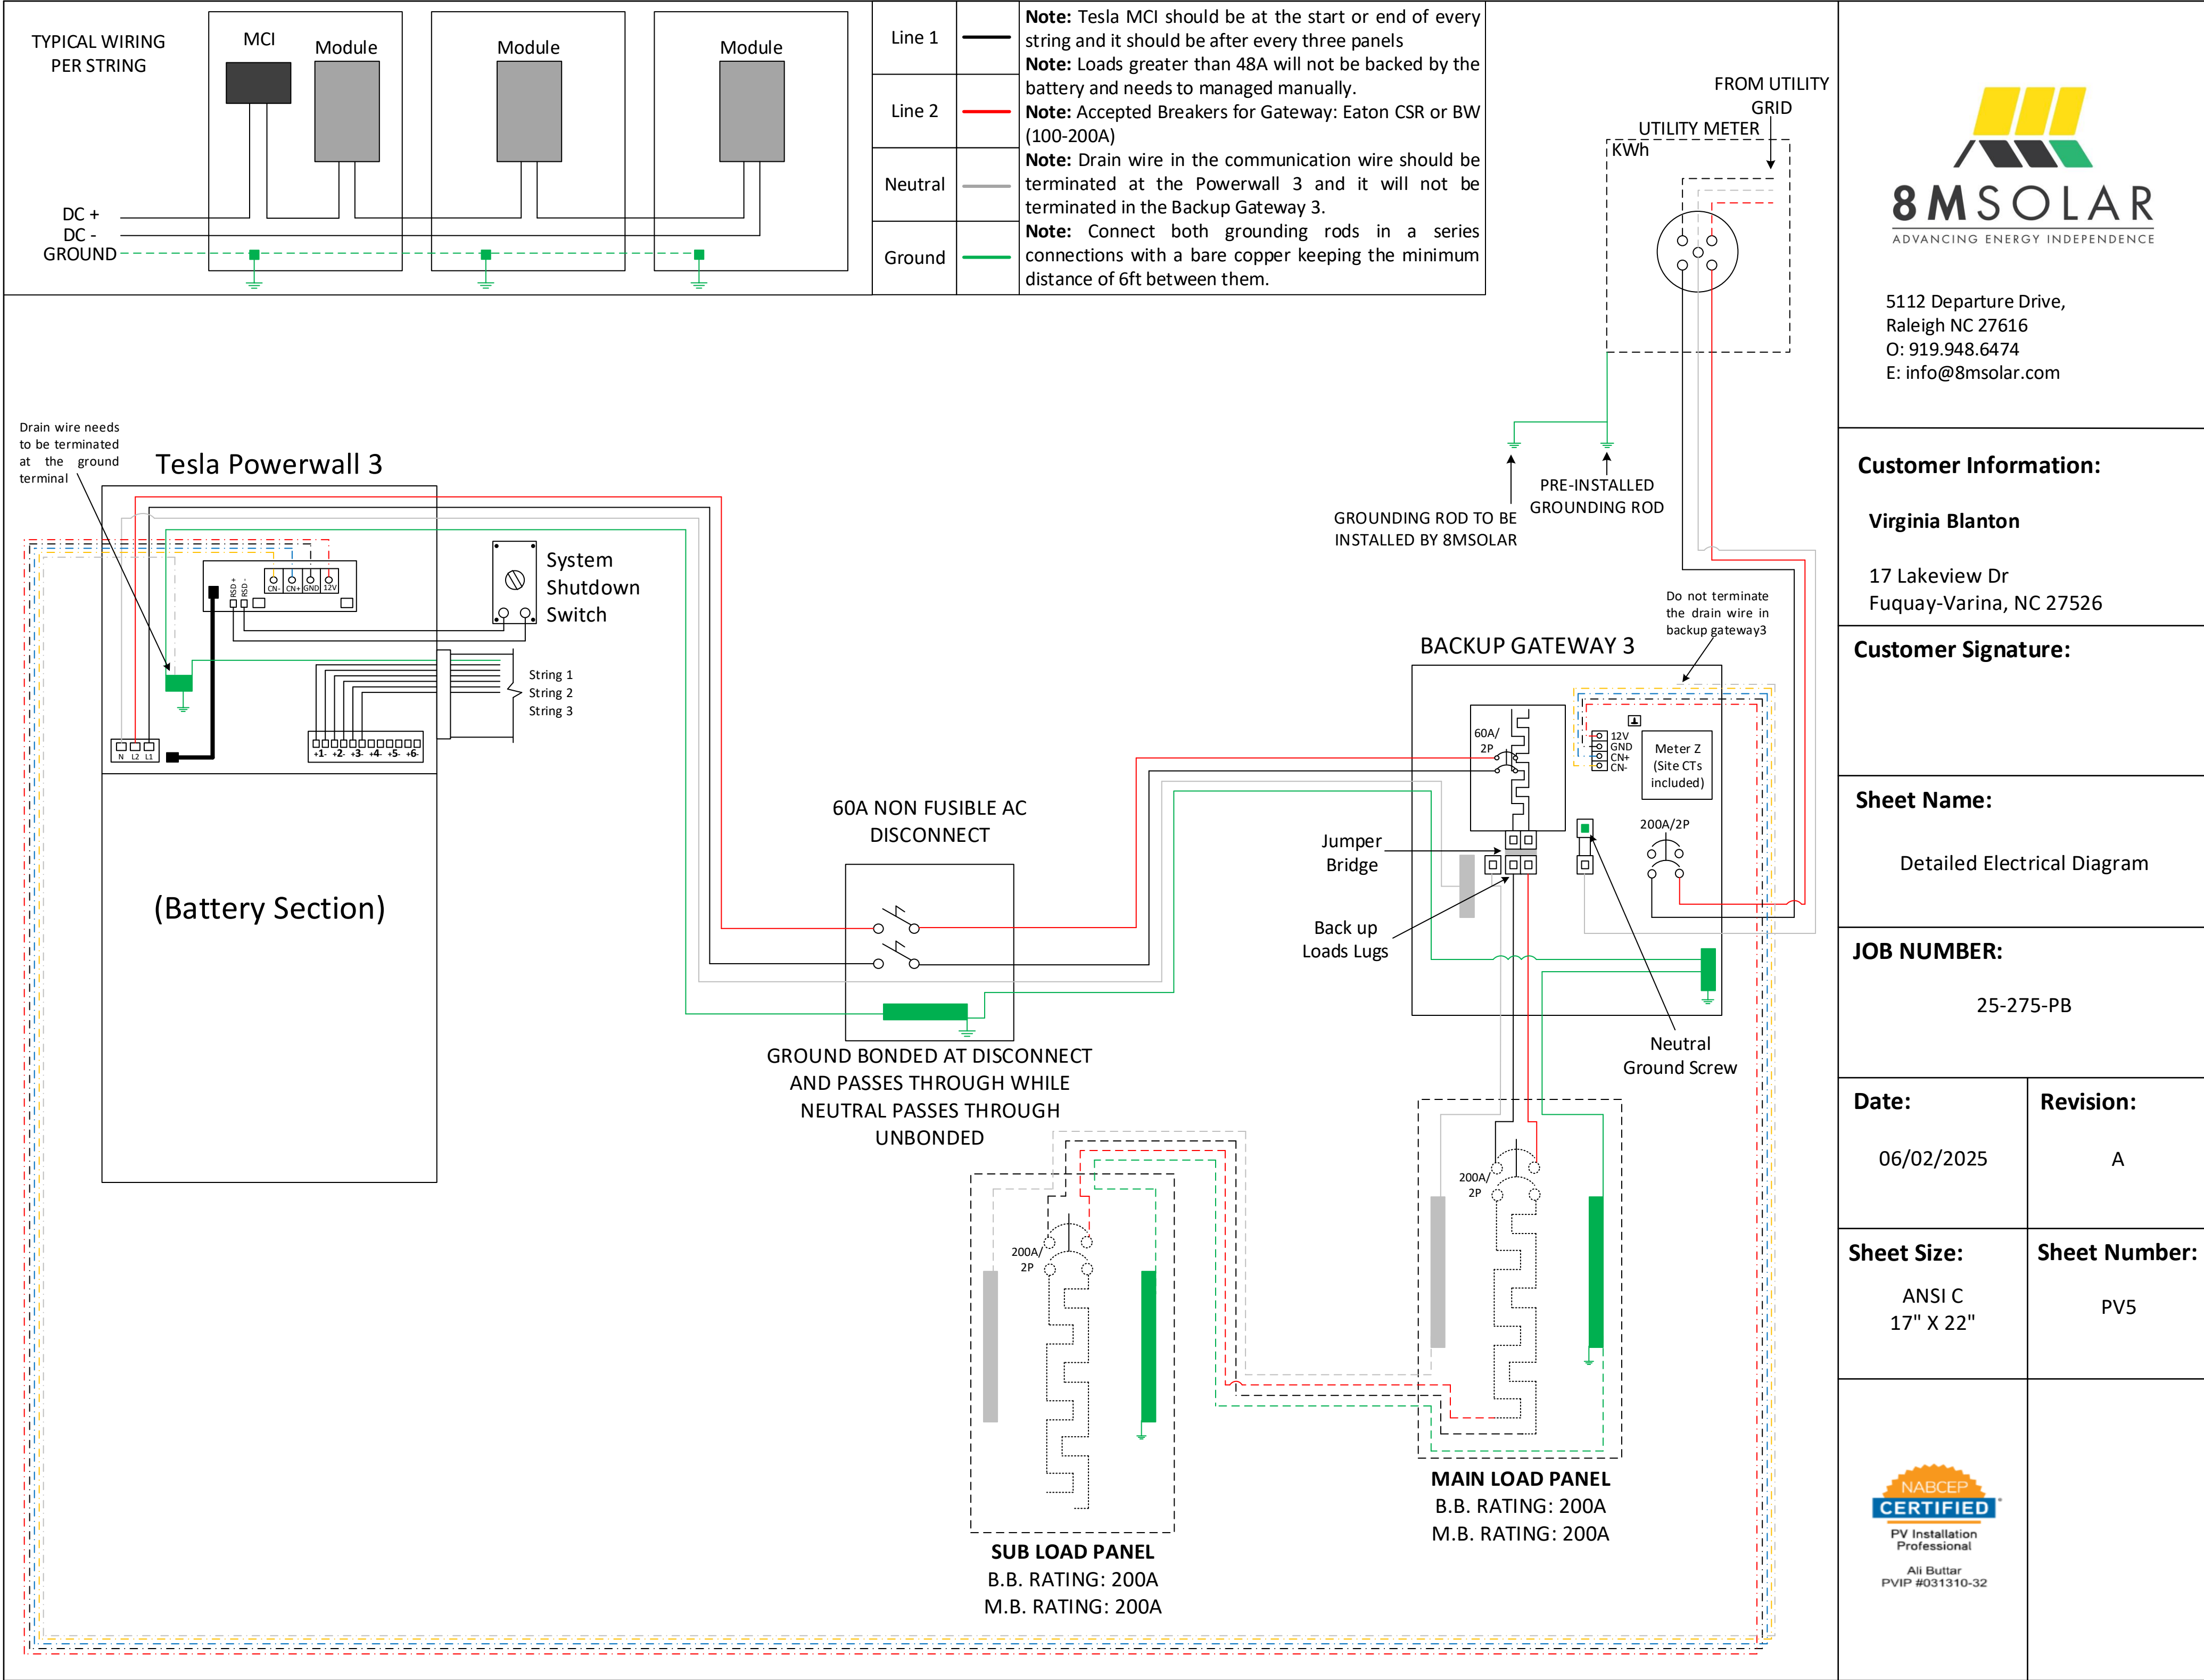 TYPICAL WIRING
PER STRING
MCI
Module
Module
Module
DC +
DC -
GROUND
Line 1
Line 2
Neutral
Ground
Note: Tesla MCI should be at the start or end of every
string and it should be after every three panels
Note: Loads greater than 48A will not be backed by the
battery and needs to managed manually.
Note: Accepted Breakers for Gateway: Eaton CSR or BW
(100-200A)
Note: Drain wire in the communication wire should be
terminated at the Powerwall 3 and it will not be
terminated in the Backup Gateway 3.
Note: Connect both grounding rods in a series
connections with a bare copper keeping the minimum
distance of 6ft between them.
FROM UTILITY
GRID
UTILITY METER
KWh
PRE-INSTALLED
GROUNDING ROD
GROUNDING ROD TO BE
INSTALLED BY 8MSOLAR
Drain wire needs
to be terminated
at the ground
terminal
Tesla Powerwall 3
RSD +
RSD -
CN- CN+ GND 12V
System
Shutdown
Switch
String 1
String 2
String 3
N L2 L1
+1- +2- +3- +4- +5- +6-
(Battery Section)
60A NON FUSIBLE AC
DISCONNECT
GROUND BONDED AT DISCONNECT
AND PASSES THROUGH WHILE
NEUTRAL PASSES THROUGH
UNBONDED
Do not terminate
the drain wire in
backup gateway3
BACKUP GATEWAY 3
60A/
2P
12V
GND
CN+
CN-
Meter Z
(Site CTs
included)
200A/2P
Jumper
Bridge
Back up
Loads Lugs
Neutral
Ground Screw
200A/
2P
MAIN LOAD PANEL
B.B. RATING: 200A
M.B. RATING: 200A
200A/
2P
SUB LOAD PANEL
B.B. RATING: 200A
M.B. RATING: 200A
8MSOLAR
ADVANCING ENERGY INDEPENDENCE
5112 Departure Drive,
Raleigh NC 27616
O: 919.948.6474
E: info@8msolar.com
Customer Information:
Virginia Blanton
17 Lakeview Dr
Fuquay-Varina, NC 27526
Customer Signature:
Sheet Name:
Detailed Electrical Diagram
JOB NUMBER:
25-275-PB
Date:
06/02/2025
Revision:
A
Sheet Size:
ANSI C
17" X 22"
Sheet Number:
PV5
NABCEP
CERTIFIED
PV Installation
Professional
Ali Buttar
PVIP #031310-32